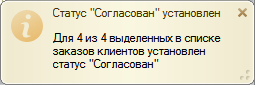 Статус "Согласован" установлен
Для 4 из 4 выделенных в списке
заказов клиентов установлен
статус "Согласован"